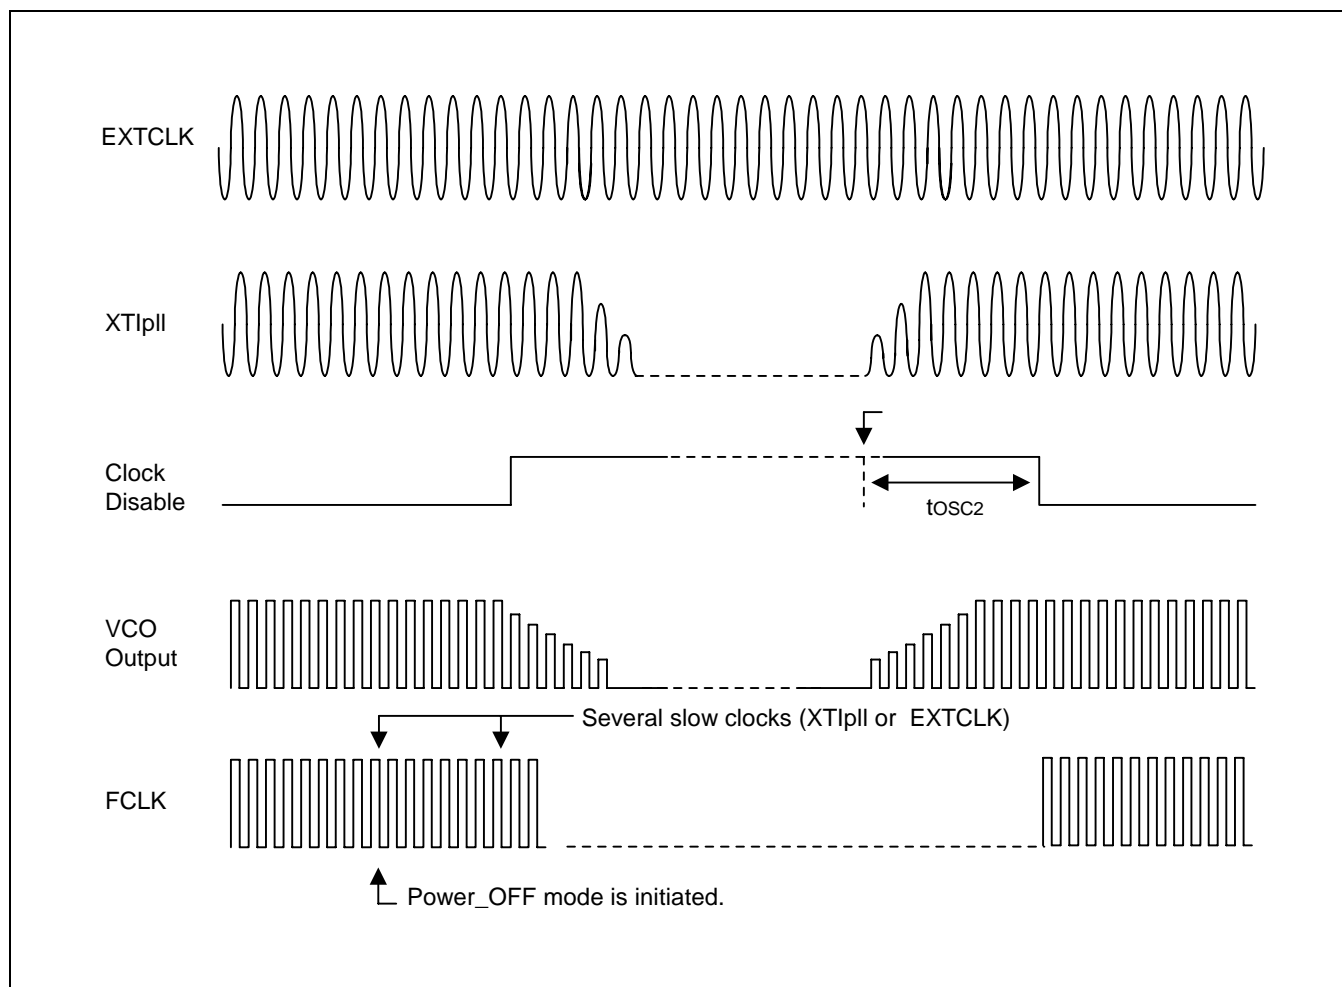 EXTCLK
XTIpll
Clock
Disable
tOSC2
VCO
Output
Several slow clocks (XTIpll or EXTCLK)
FCLK
Power_OFF mode is initiated.